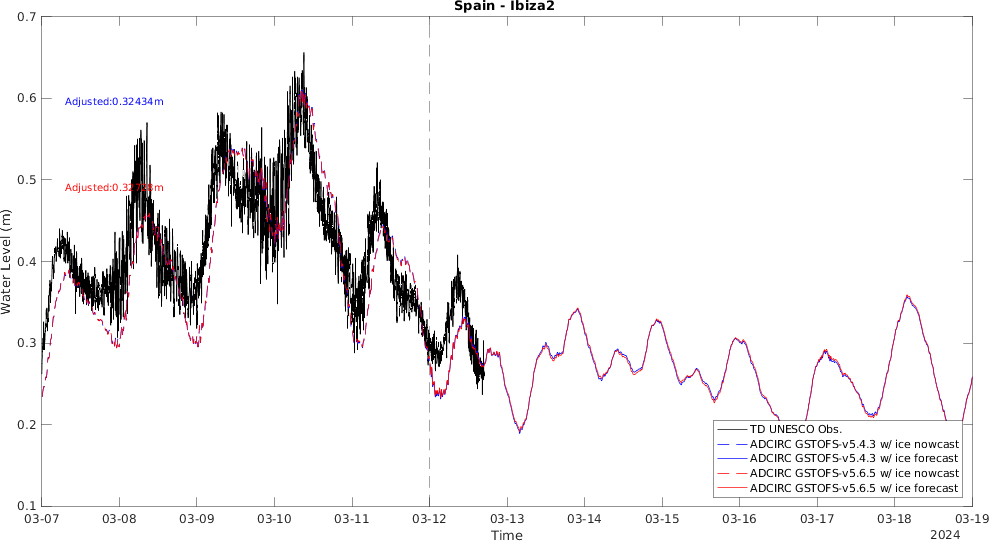 Spain - Ibiza2
0.7
0.6
0.5
0.4
0.3
0.2
0.1
Water Level (m)
Adjusted:0.32434m
Adjusted:0.32728m
TD UNESCO Obs.
ADCIRC GSTOFS-v5.4.3 w/ ice nowcast
ADCIRC GSTOFS-v5.4.3 w/ ice forecast
ADCIRC GSTOFS-v5.6.5 w/ ice nowcast
ADCIRC GSTOFS-v5.6.5 w/ ice forecast
03-07 03-08 03-09 03-10 03-11 03-12 03-13 03-14 03-15 03-16 03-17 03-18 03-19
Time
2024